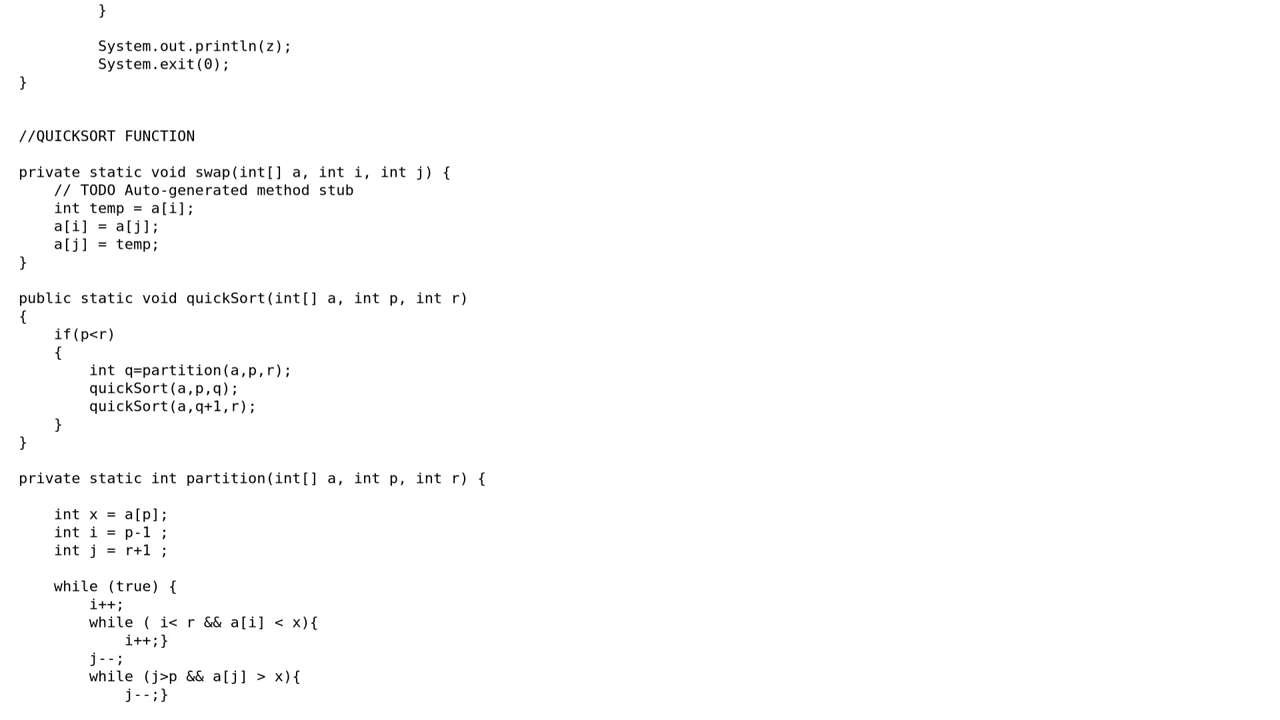 }
System.out.println(z);
System.exit(0);
}
//QUICKSORT FUNCTION
private static void swap(int[] a, int i, int j) {
// TODO Auto-generated method stub
int temp = a[i];
a[i] = a[j];
a[j] = temp;
}
public static void quickSort(int[] a, int p, int r)
{
if(p<r)
{
int q=partition(a,p,r);
quickSort(a,p,q);
quickSort(a,q+1,r);
}
}
private static int partition(int[] a, int p, int r) {
int x = a[p];
int i = p-1 ;
int j = r+1 ;
while (true) {
i++;
while ( i< r && a[i] < x){
i++;}
j--;
while (j>p && a[j] > x){
j--;}